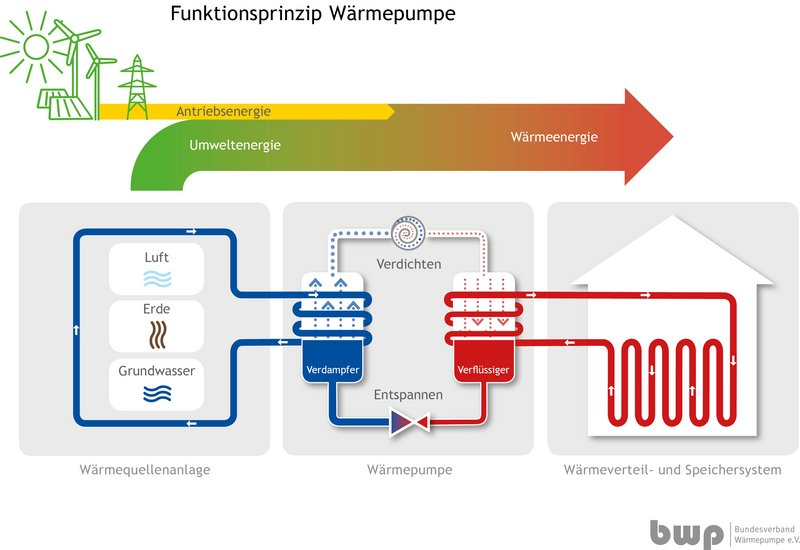 Funktionsprinzip Wärmepumpe
Antriebsenergie
Umweltenergie
Wärmeenergie
Luft
Erde
Grundwasser
Verdichten
Verdampfer
Verflüssiger
Entspannen
Wärmequellenanlage
Wärmepumpe
Wärmeverteil- und Speichersystem
bwp
Bundesverband
Wärmepumpe e.V.